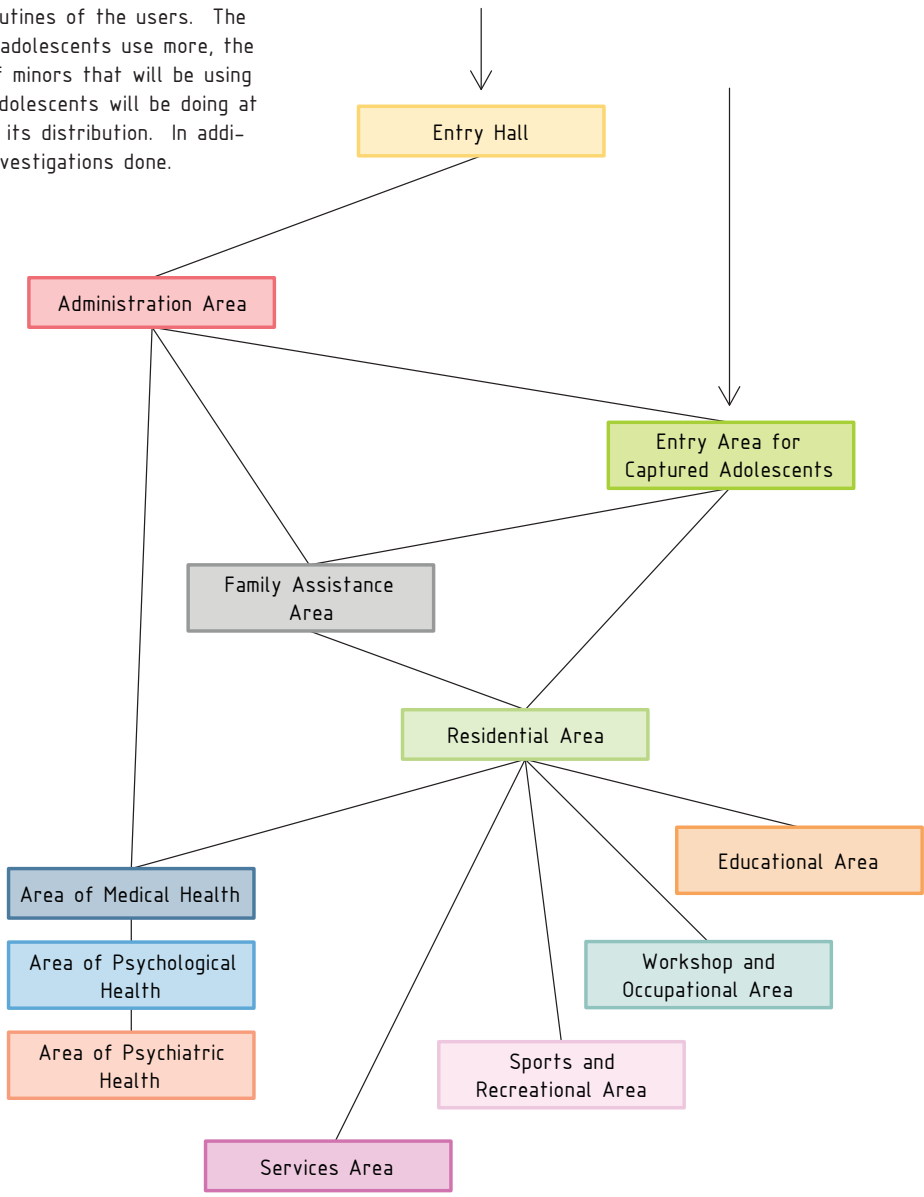 utines of the users. The
adolescents use more, the
f minors that will be using
dolescents will be doing at
its distribution. In addi-
vestigations done.
Entry Hall
Administration Area
Entry Area for
Captured Adolescents
Family Assistance
Area
Residential Area
Educational Area
Area of Medical Health
Workshop and
Occupational Area
Area of Psychological
Health
Area of Psychiatric
Health
Sports and
Recreational Area
Services Area